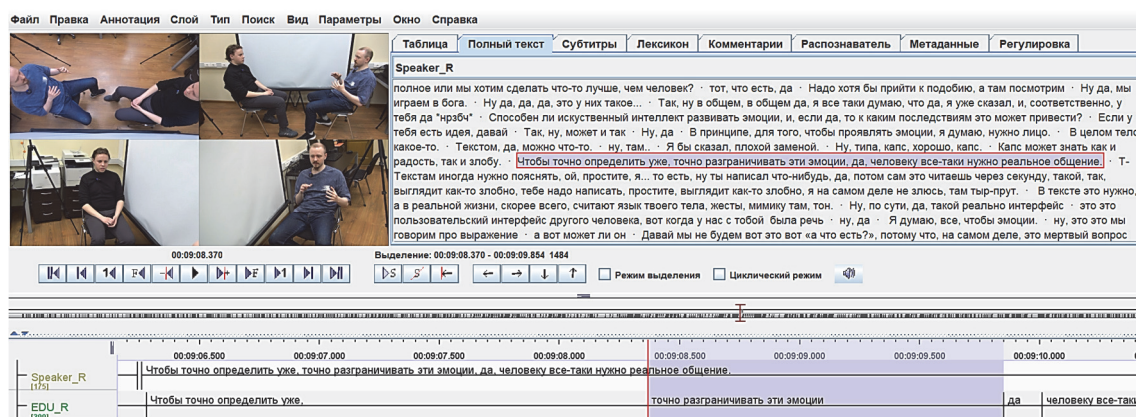 Файл Правка Аннотация Слой Тип Поиск Вид Параметры Окно Справка
Таблица Полный текст Субтитры Лексикон Комментарии Распознаватель Метаданные Регулировка
Speaker_R
полное или мы хотим сделать что-то лучше, чем человек? · тот, что есть, да · Надо хотя бы прийти к подобию, а там посмотрим · Ну да, мы
играем в бога. · Ну да, да, да, это у них такое... · Так, ну в общем, в общем да, я все таки думаю, что да, я уже сказал, и, соответственно, у
тебя да *нрзбч* · Способен ли искуственный интеллект развивать эмоции, и, если да, то к каким последствиям это может привести? · Если у
тебя есть идея, давай · Так, ну, может и так · Ну, да · В принципе, для того, чтобы проявлять эмоции, я думаю, нужно лицо. · В целом тело
какое-то. · Текстом, да, можно что-то. · ну, там.. · Я бы сказал, плохой заменой. · Ну, типа, капс, хорошо, капс. · Капс может знать как и
радость, так и злобу. · Чтобы точно определить уже, точно разграничивать эти эмоции, да, человеку все-таки нужно реальное общение. · Т-
Текстам иногда нужно пояснять, ой, простите, я... то есть, ну ты написал что-нибудь, да, потом сам это читаешь через секунду, такой, так,
выглядит как-то злобно, тебе надо написать, простите, выглядит как-то злобно, я на самом деле не злюсь, там тыр-прут. · В тексте это нужно,
а в реальной жизни, скорее всего, считают язык твоего тела, жесты, мимику там, тон. · Ну, по сути, да, такой реально интерфейс · это это
пользовательский интерфейс другого человека, вот когда у нас с тобой была речь · ну, да · Я думаю, все, чтобы эмоции. · ну, это это мы
говорим про выражение · а вот может ли он · Давай мы не будем вот это вот «а что есть?», потому что, на самом деле, это мертвый вопрос
00:09:08.370 Выделение: 00:09:08.370 - 00:09:09.854 1484
Режим выделения Циклический режим
00:09:06.500 00:09:07.000 00:09:07.500 00:09:08.000 00:09:08.500 00:09:09.000 00:09:09.500 00:09:10.000
Speaker_R Чтобы точно определить уже, точно разграничивать эти эмоции, да, человеку все-таки нужно реальное общение.
[175]
EDU_R Чтобы точно определить уже, точно разграничивать эти эмоции да человеку все-таки